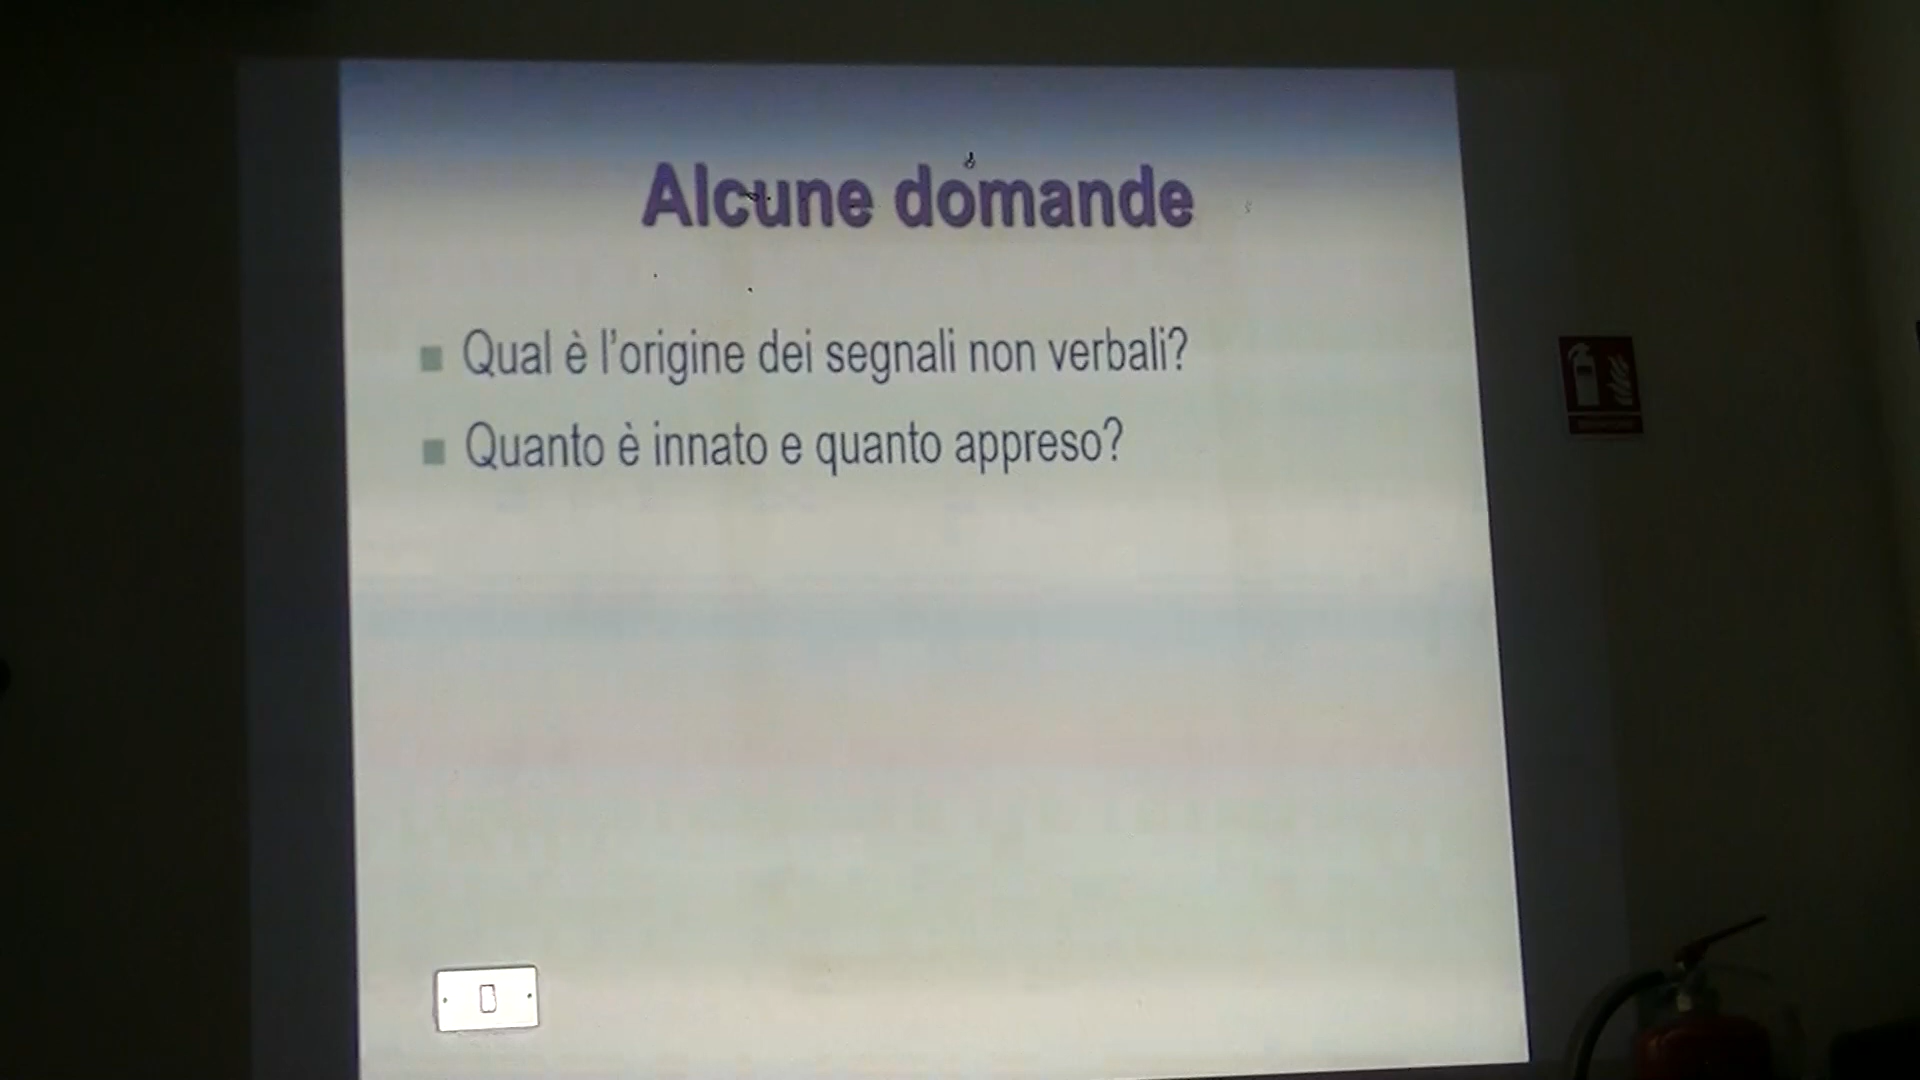 Alcune domande
Qual è l'origine dei segnali non verbali?
Quanto è innato e quanto appreso?